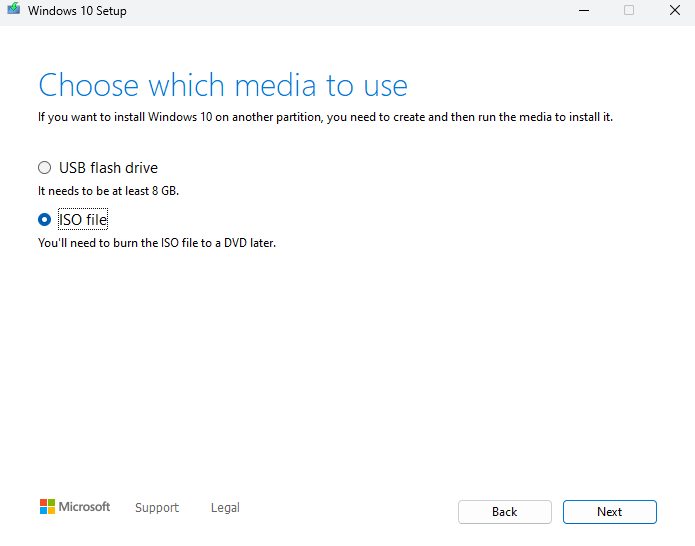 Windows 10 Setup
Choose which media to use
If you want to install Windows 10 on another partition, you need to create and then run the media to install it.
USB flash drive
It needs to be at least 8 GB.
ISO file
You'll need to burn the ISO file to a DVD later.
Microsoft Support Legal Back Next